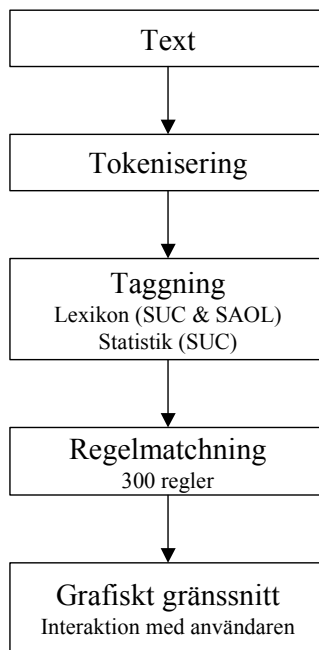 Text
Tokenisering
Taggning
Lexikon (SUC & SAOL)
Statistik (SUC)
Regelmatchning
300 regler
Grafiskt gränssnitt
Interaktion med användaren